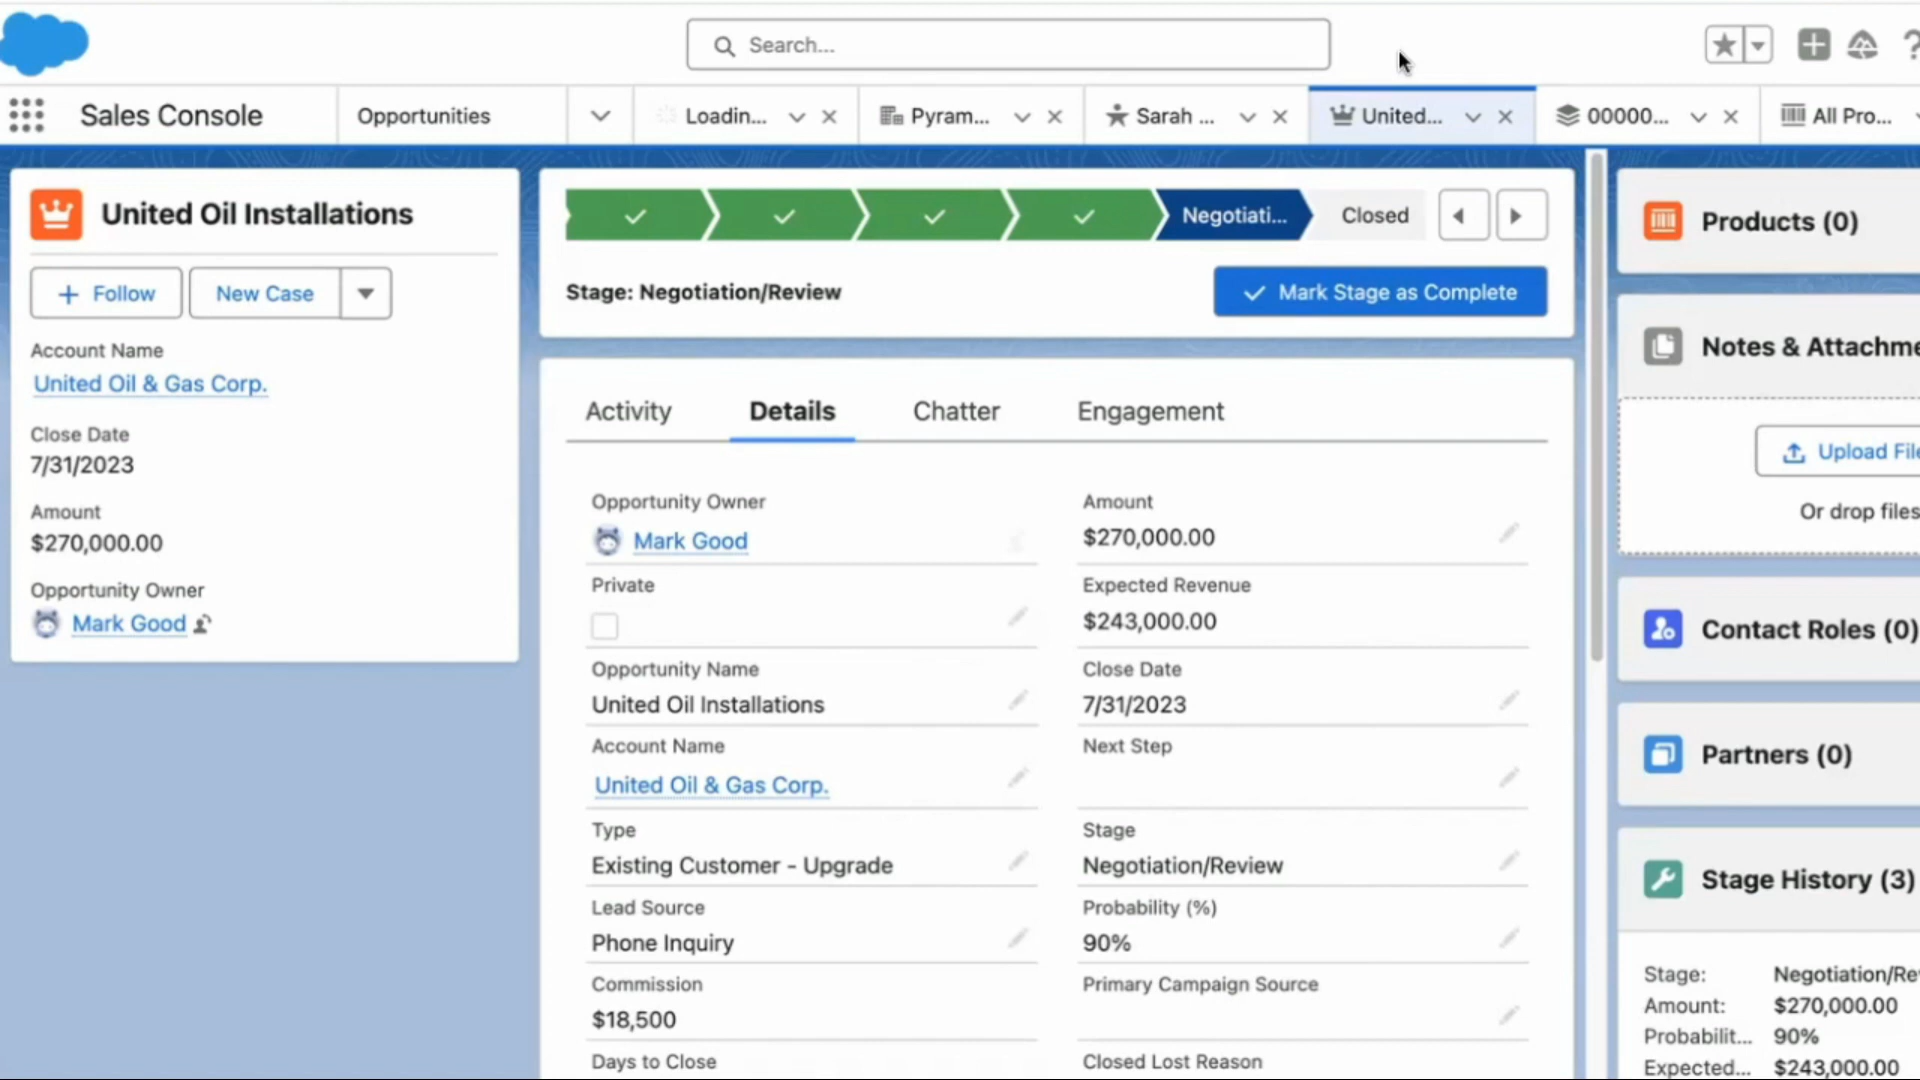 Search...
?
Sales Console
Opportunities
Loadin...
Pyram...
Sarah ...
United...
00000...
All Pro...
United Oil Installations
+ Follow
New Case
Account Name
United Oil & Gas Corp.
Close Date
7/31/2023
Amount
$270,000.00
Opportunity Owner
Mark Good
Negotiati...
Closed
Stage: Negotiation/Review
Mark Stage as Complete
Activity
Details
Chatter
Engagement
Opportunity Owner
Mark Good
Amount
$270,000.00
Private
Expected Revenue
$243,000.00
Opportunity Name
United Oil Installations
Close Date
7/31/2023
Account Name
United Oil & Gas Corp.
Next Step
Type
Existing Customer - Upgrade
Stage
Negotiation/Review
Lead Source
Phone Inquiry
Probability (%)
90%
Commission
$18,500
Primary Campaign Source
Days to Close
Closed Lost Reason
Products (0)
Notes & Attachme
Upload File
Or drop files
Contact Roles (0)
Partners (0)
Stage History (3)
Stage: Negotiation/Re
Amount: $270,000.00
Probabilit... 90%
Expected... $243,000.00